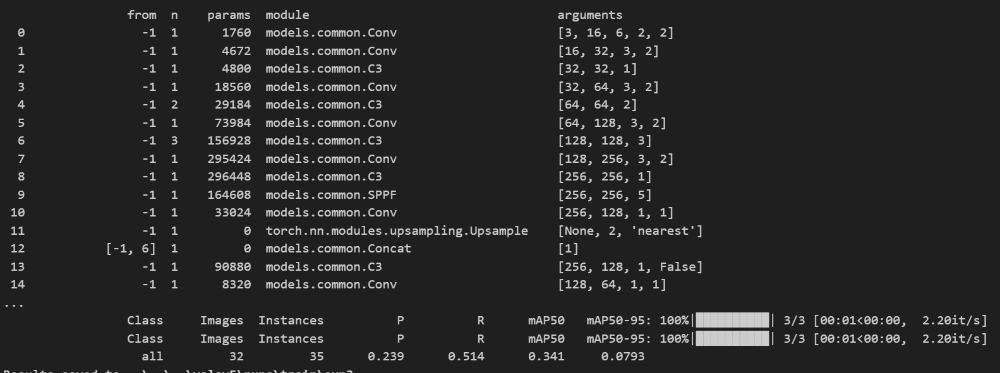 from n params module arguments
0 -1 1 1760 models.common.Conv [3, 16, 6, 2, 2]
1 -1 1 4672 models.common.Conv [16, 32, 3, 2]
2 -1 1 4800 models.common.C3 [32, 32, 1]
3 -1 1 18560 models.common.Conv [32, 64, 3, 2]
4 -1 2 29184 models.common.C3 [64, 64, 2]
5 -1 1 73984 models.common.Conv [64, 128, 3, 2]
6 -1 3 156928 models.common.C3 [128, 128, 3]
7 -1 1 295424 models.common.Conv [128, 256, 3, 2]
8 -1 1 296448 models.common.C3 [256, 256, 1]
9 -1 1 164608 models.common.SPPF [256, 256, 5]
10 -1 1 33024 models.common.Conv [256, 128, 1, 1]
11 -1 1 0 torch.nn.modules.upsampling.Upsample [None, 2, 'nearest']
12 [-1, 6] 1 0 models.common.Concat [1]
13 -1 1 90880 models.common.C3 [256, 128, 1, False]
14 -1 1 8320 models.common.Conv [128, 64, 1, 1]
...
Class Images Instances P R mAP50 mAP50-95: 100%|██████████| 3/3 [00:01<00:00, 2.20it/s]
Class Images Instances P R mAP50 mAP50-95: 100%|██████████| 3/3 [00:01<00:00, 2.20it/s]
all 32 35 0.239 0.514 0.341 0.0793